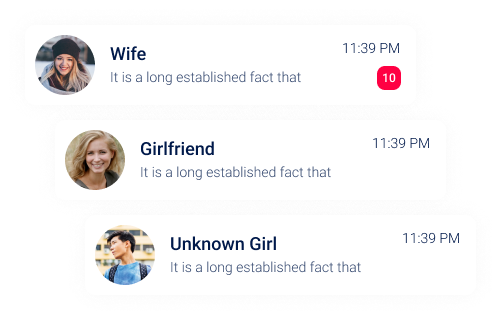 Wife 11:39 PM
It is a long established fact that 10
Girlfriend 11:39 PM
It is a long established fact that
Unknown Girl 11:39 PM
It is a long established fact that